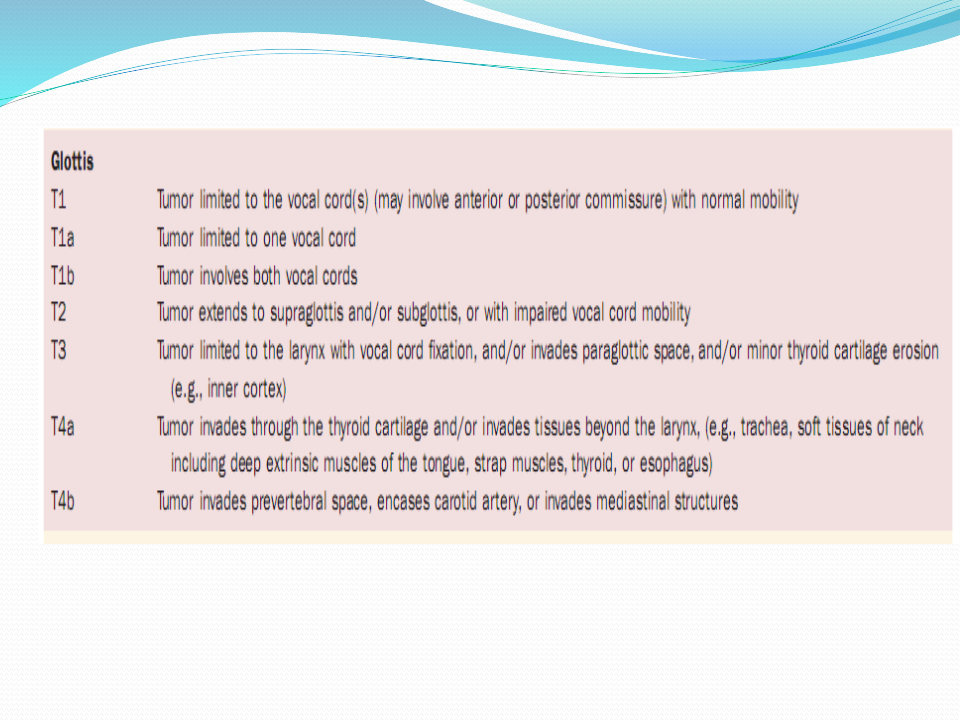 Glottis
T1 Tumor limited to the vocal cord(s) (may involve anterior or posterior commissure) with normal mobility
T1a Tumor limited to one vocal cord
T1b Tumor involves both vocal cords
T2 Tumor extends to supraglottis and/or subglottis, or with impaired vocal cord mobility
T3 Tumor limited to the larynx with vocal cord fixation, and/or invades paraglottic space, and/or minor thyroid cartilage erosion
(e.g., inner cortex)
T4a Tumor invades through the thyroid cartilage and/or invades tissues beyond the larynx, (e.g., trachea, soft tissues of neck
including deep extrinsic muscles of the tongue, strap muscles, thyroid, or esophagus)
T4b Tumor invades prevertebral space, encases carotid artery, or invades mediastinal structures